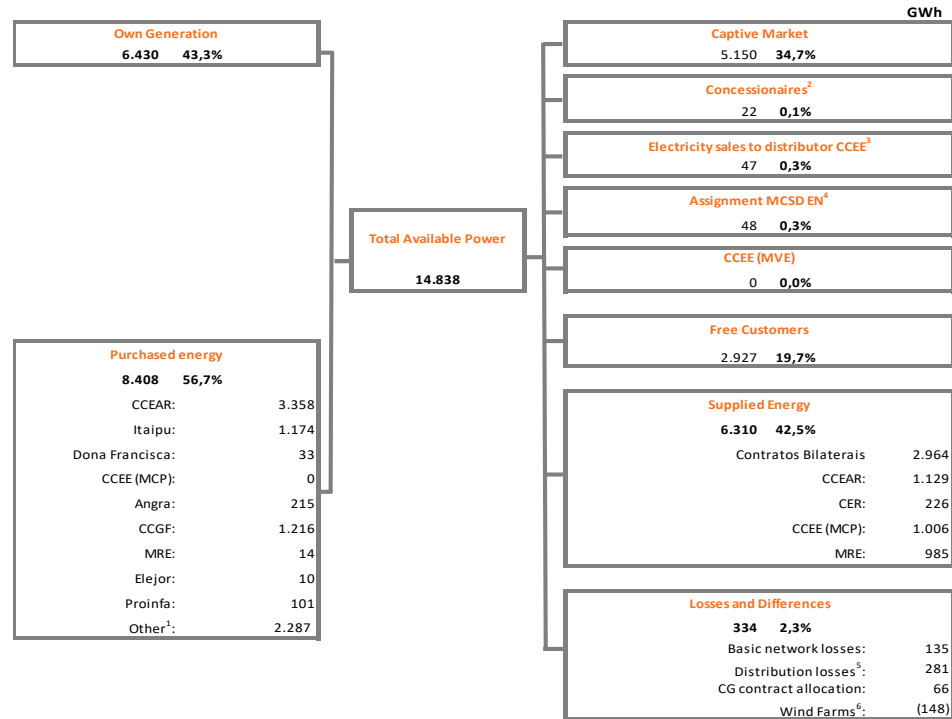 GWh
Own Generation
6.430 43,3%
Purchased energy
8.408 56,7%
CCEAR: 3.358
Itaipu: 1.174
Dona Francisca: 33
CCEE (MCP): 0
Angra: 215
CCGF: 1.216
MRE: 14
Elejor: 10
Proinfa: 101
Other¹: 2.287
Total Available Power
14.838
Captive Market
5.150 34,7%
Concessionaires²
22 0,1%
Electricity sales to distributor CCEE³
47 0,3%
Assignment MCSD EN⁴
48 0,3%
CCEE (MVE)
0 0,0%
Free Customers
2.927 19,7%
Supplied Energy
6.310 42,5%
Contratos Bilaterais 2.964
CCEAR: 1.129
CER: 226
CCEE (MCP): 1.006
MRE: 985
Losses and Differences
334 2,3%
Basic network losses: 135
Distribution losses⁵: 281
CG contract allocation: 66
Wind Farms⁶: (148)